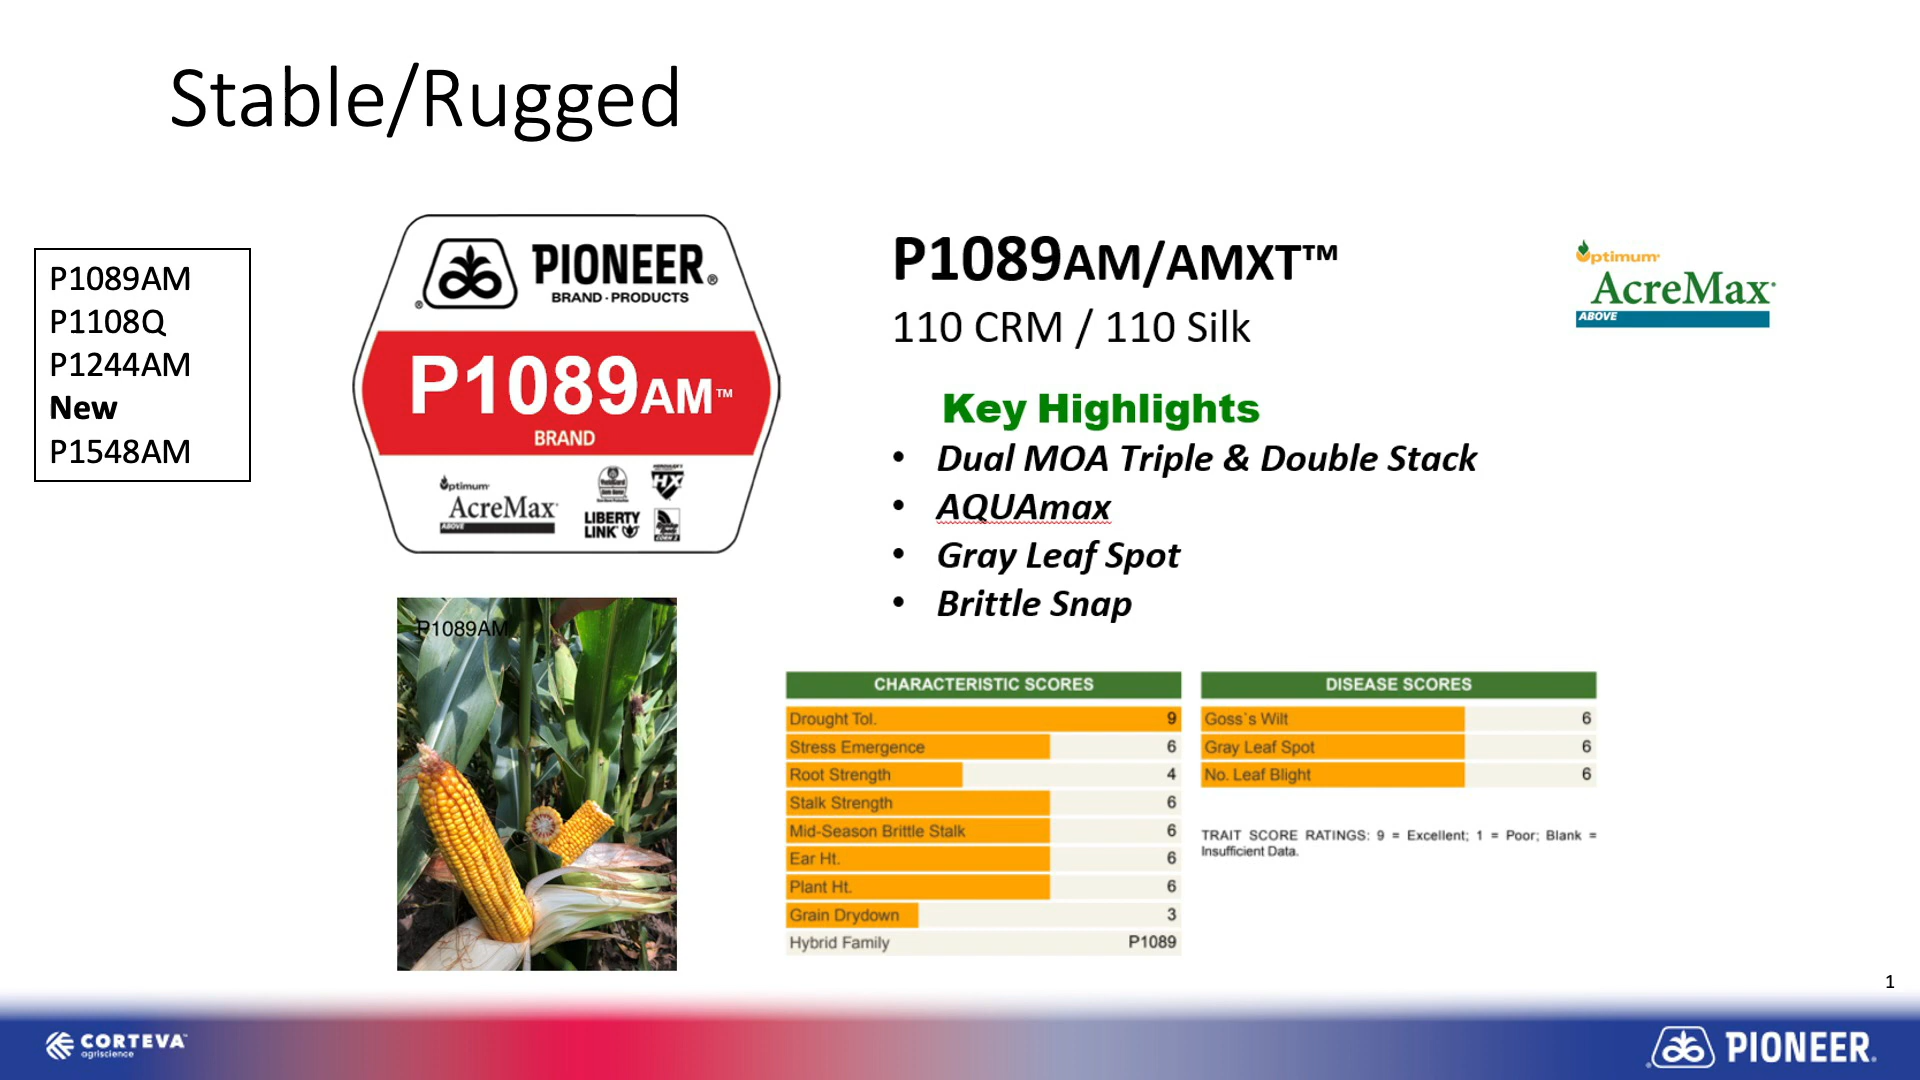 Stable/Rugged
P1089AM
P1108Q
P1244AM
New
P1548AM
PIONEER®
®
BRAND·PRODUCTS
P1089AM™
BRAND
Optimum®
AcreMax®
ABOVE
HX
LIBERTY
LINK®
P1089AM
P1089AM/AMXT™
110 CRM / 110 Silk
Optimum®
AcreMax®
ABOVE
Key Highlights
• Dual MOA Triple & Double Stack
• AQUAmax
• Gray Leaf Spot
• Brittle Snap
CHARACTERISTIC SCORES
Drought Tol. 9
Stress Emergence 6
Root Strength 4
Stalk Strength 6
Mid-Season Brittle Stalk 6
Ear Ht. 6
Plant Ht. 6
Grain Drydown 3
Hybrid Family P1089
DISEASE SCORES
Goss`s Wilt 6
Gray Leaf Spot 6
No. Leaf Blight 6
TRAIT SCORE RATINGS: 9 = Excellent; 1 = Poor; Blank =
Insufficient Data.
1
CORTEVA™
agriscience
PIONEER®